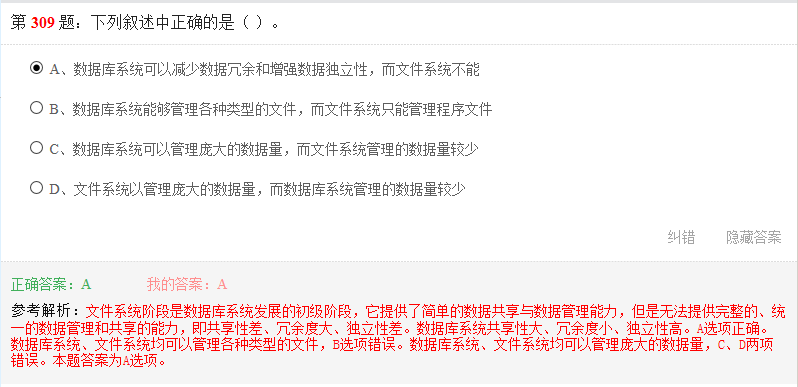 第 309 题：下列叙述中正确的是（ ）。
A、数据库系统可以减少数据冗余和增强数据独立性，而文件系统不能
B、数据库系统能够管理各种类型的文件，而文件系统只能管理程序文件
C、数据库系统可以管理庞大的数据量，而文件系统管理的数据量较少
D、文件系统以管理庞大的数据量，而数据库系统管理的数据量较少
纠错 隐藏答案
正确答案：A 我的答案：A
参考解析：文件系统阶段是数据库系统发展的初级阶段，它提供了简单的数据共享与数据管理能力，但是无法提供完整的、统
一的数据管理和共享的能力，即共享性差、冗余度大、独立性差。数据库系统共享性大、冗余度小、独立性高。A选项正确。
数据库系统、文件系统均可以管理各种类型的文件，B选项错误。数据库系统、文件系统均可以管理庞大的数据量，C、D两项
错误。本题答案为A选项。